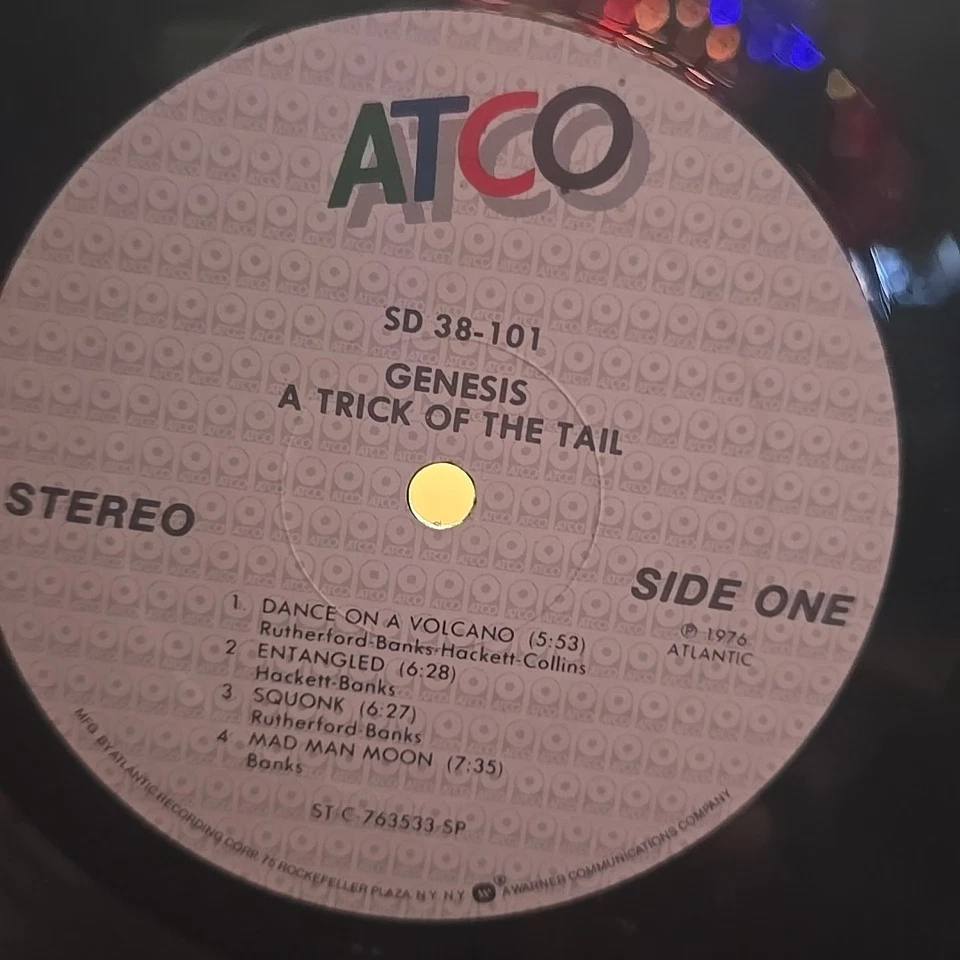 ATCO
SD 38-101
GENESIS
A TRICK OF THE TAIL
STEREO
SIDE ONE
℗ 1976
ATLANTIC
1. DANCE ON A VOLCANO (5:53)
Rutherford-Banks-Hackett-Collins
2 ENTANGLED (6:28)
Hackett-Banks
3 SQUONK (6:27)
Rutherford-Banks
4 MAD MAN MOON (7:35)
Banks
ST-C-763533-SP
MFG BY ATLANTIC RECORDING CORP. 75 ROCKEFELLER PLAZA N.Y. N.Y. ® A WARNER COMMUNICATIONS COMPANY